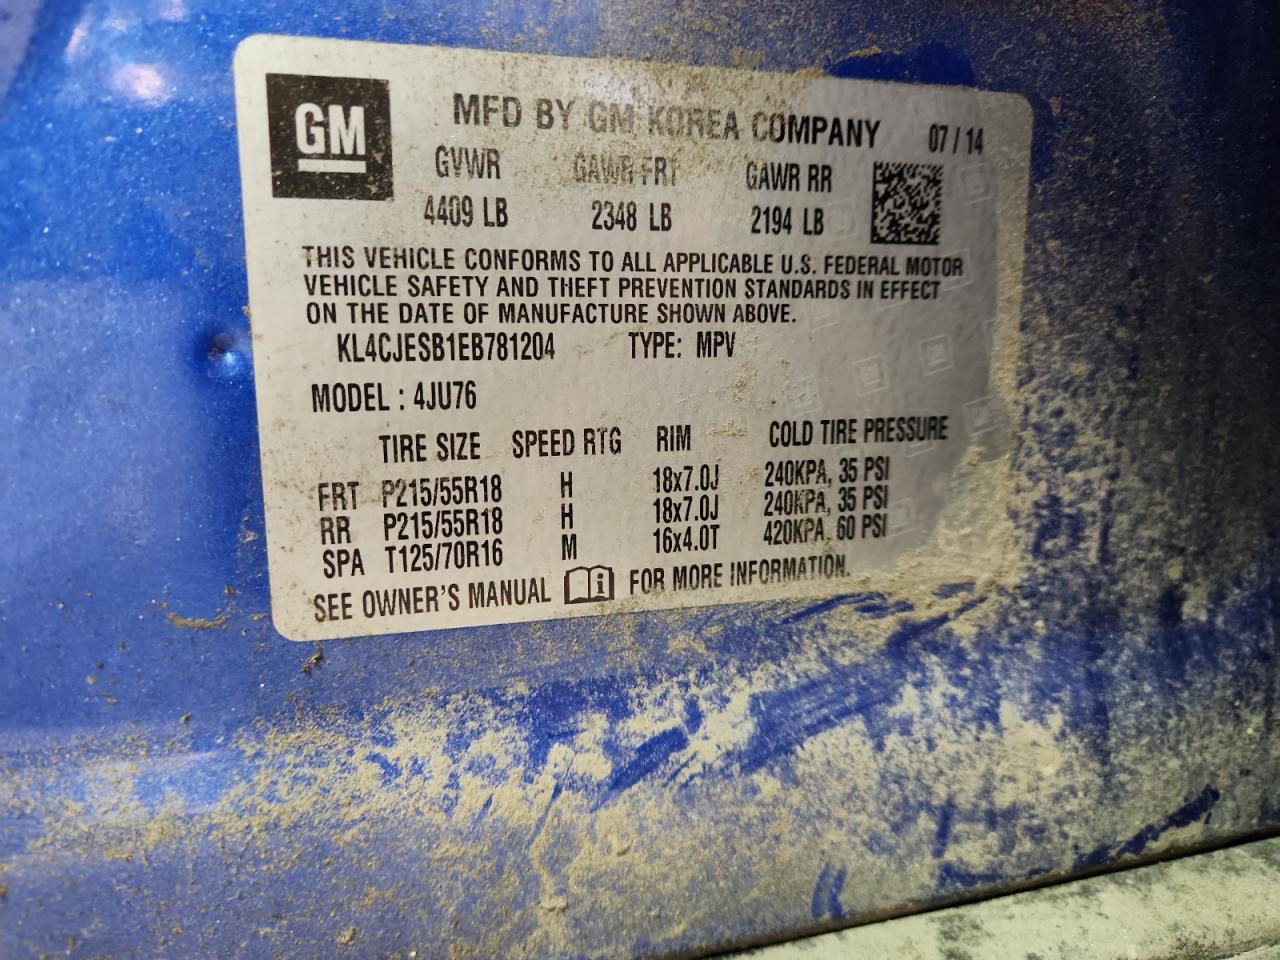 GM
MFD BY GM KOREA COMPANY 07/14
GVWR GAWR FRT GAWR RR
4409 LB 2348 LB 2194 LB
THIS VEHICLE CONFORMS TO ALL APPLICABLE U.S. FEDERAL MOTOR
VEHICLE SAFETY AND THEFT PREVENTION STANDARDS IN EFFECT
ON THE DATE OF MANUFACTURE SHOWN ABOVE.
KL4CJESB1EB781204 TYPE: MPV
MODEL : 4JU76
TIRE SIZE SPEED RTG RIM COLD TIRE PRESSURE
FRT P215/55R18 H 18x7.0J 240KPA, 35 PSI
RR P215/55R18 H 18x7.0J 240KPA, 35 PSI
SPA T125/70R16 M 16x4.0T 420KPA, 60 PSI
SEE OWNER'S MANUAL i FOR MORE INFORMATION.